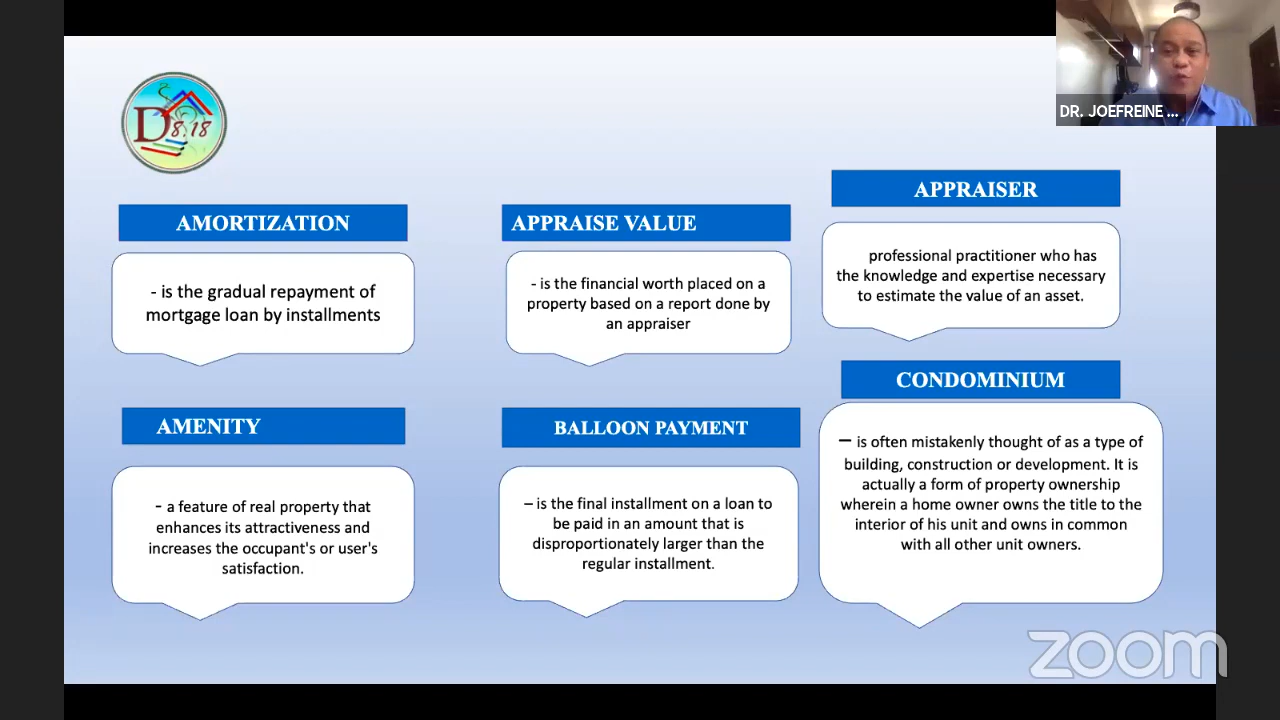 DR. JOEFREINE ...
D 8:18
AMORTIZATION
- is the gradual repayment of
mortgage loan by installments
APPRAISE VALUE
- is the financial worth placed on a
property based on a report done by
an appraiser
APPRAISER
professional practitioner who has
the knowledge and expertise necessary
to estimate the value of an asset.
AMENITY
- a feature of real property that
enhances its attractiveness and
increases the occupant's or user's
satisfaction.
BALLOON PAYMENT
– is the final installment on a loan to
be paid in an amount that is
disproportionately larger than the
regular installment.
CONDOMINIUM
– is often mistakenly thought of as a type of
building, construction or development. It is
actually a form of property ownership
wherein a home owner owns the title to the
interior of his unit and owns in common
with all other unit owners.
zoom